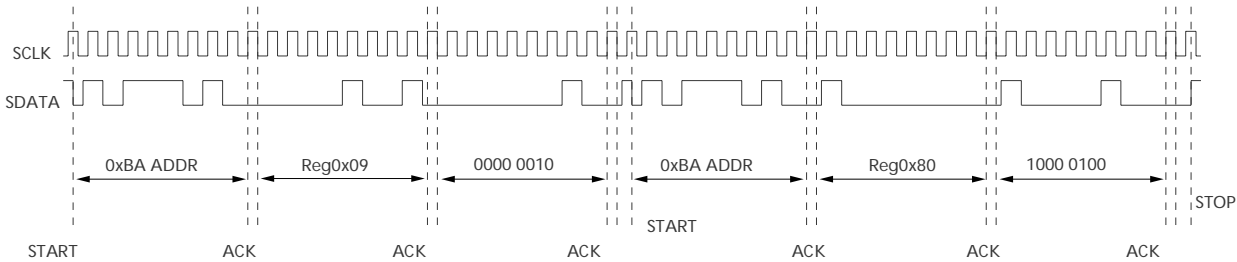 SCLK
SDATA
0xBA ADDR
Reg0x09
0000 0010
0xBA ADDR
Reg0x80
1000 0100
STOP
START
START
ACK
ACK
ACK
ACK
ACK
ACK